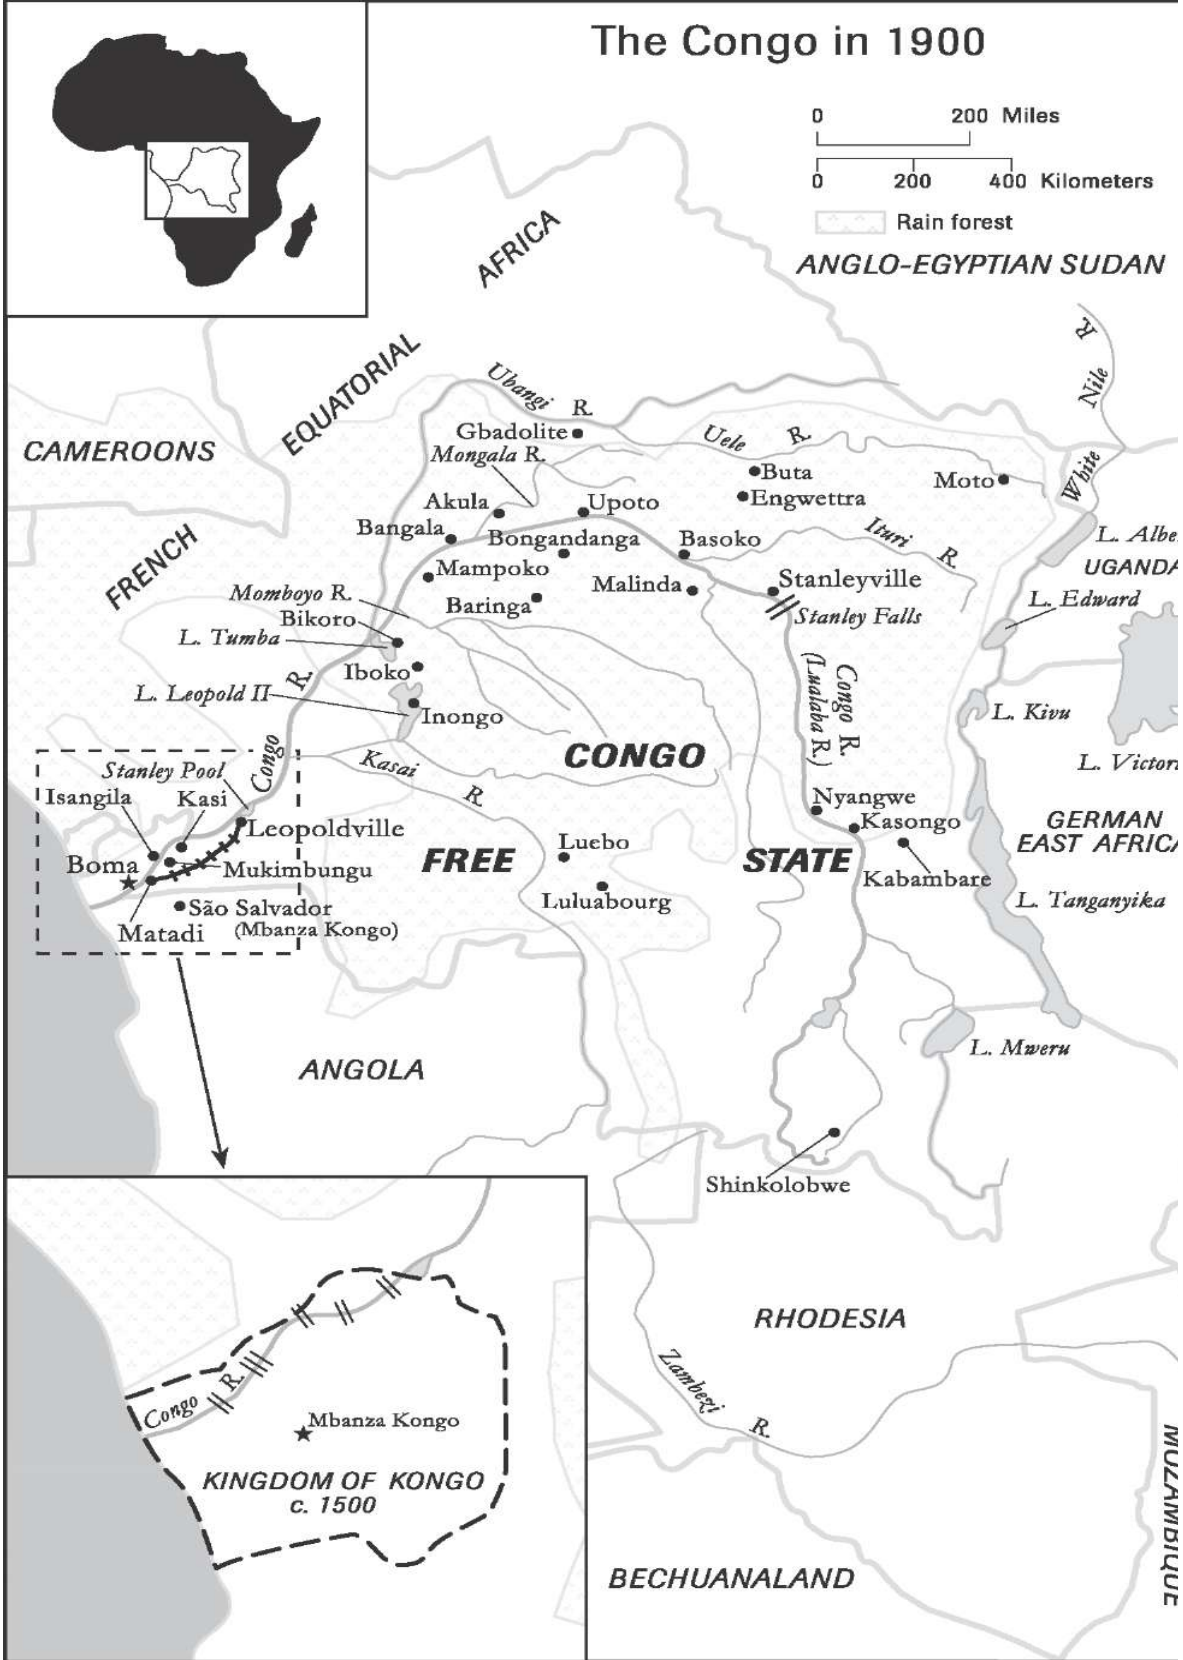 The Congo in 1900
0 200 Miles
0 200 400 Kilometers
Rain forest
ANGLO-EGYPTIAN SUDAN
FRENCH EQUATORIAL AFRICA
CAMEROONS
Ubangi R.
Gbadolite
Mongala R.
Uele R.
Buta
Engwettra
Moto
White Nile R.
Akula
Upoto
Bangala
Bongandanga
Basoko
Ituri R.
L. Albe
UGANDA
Mampoko
Malinda
Stanleyville
Momboyo R.
Baringa
Stanley Falls
L. Edward
Bikoro
L. Tumba
Iboko
L. Leopold II
Inongo
Congo R.
(Lualaba R.)
L. Kivu
CONGO
Kasai R.
L. Victori
Congo R.
Stanley Pool
Isangila
Kasi
Nyangwe
Kasongo
GERMAN
EAST AFRICA
Leopoldville
Luebo
FREE
STATE
Boma
Mukimbungu
Kabambare
Luluabourg
L. Tanganyika
São Salvador
(Mbanza Kongo)
Matadi
ANGOLA
L. Mweru
Shinkolobwe
RHODESIA
Zambezi R.
Congo R.
Mbanza Kongo
KINGDOM OF KONGO
c. 1500
BECHUANALAND
MOZAMBIQUE